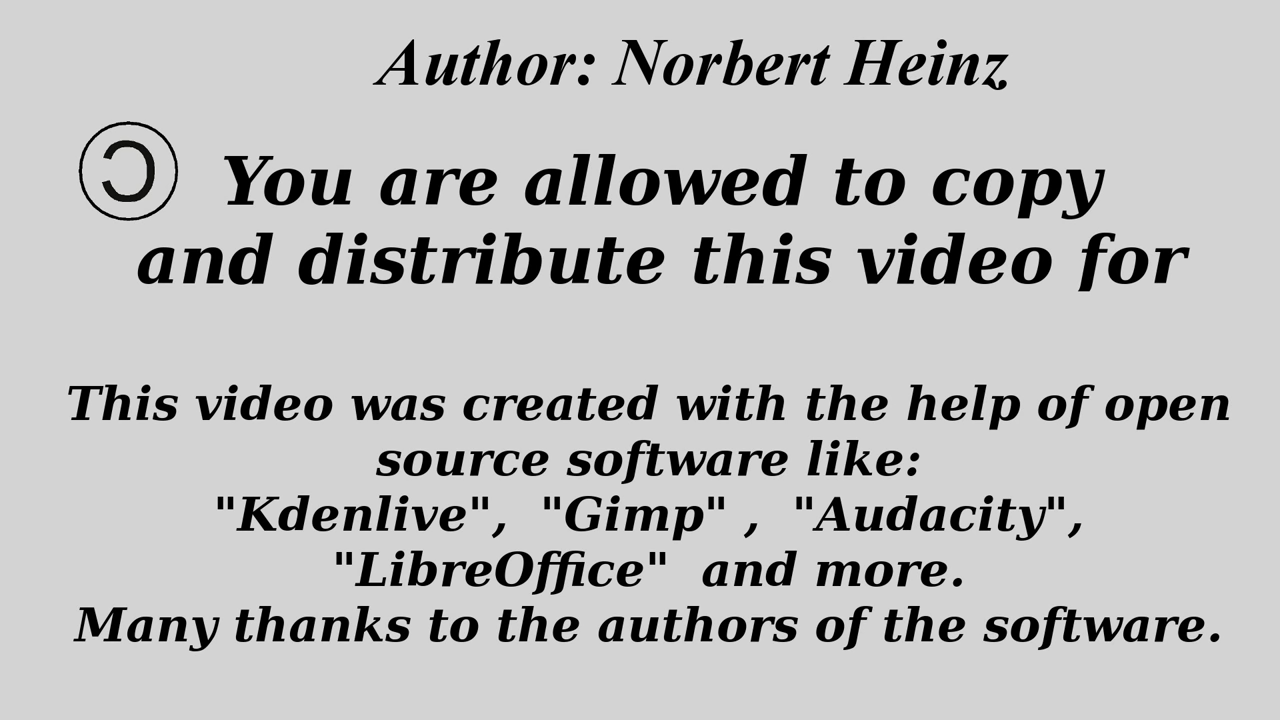 Author: Norbert Heinz
You are allowed to copy
and distribute this video for
This video was created with the help of open
source software like:
"Kdenlive",  "Gimp" ,  "Audacity",
"LibreOffice"  and more.
Many thanks to the authors of the software.